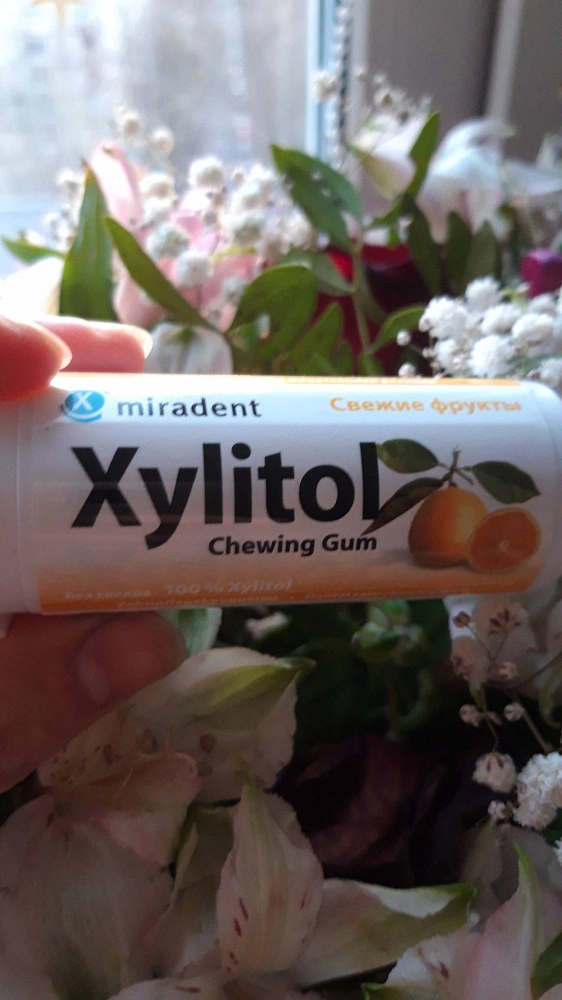 miradent
Свежие фрукты
Xylitol
Chewing Gum
Без сахара 100% Xylitol